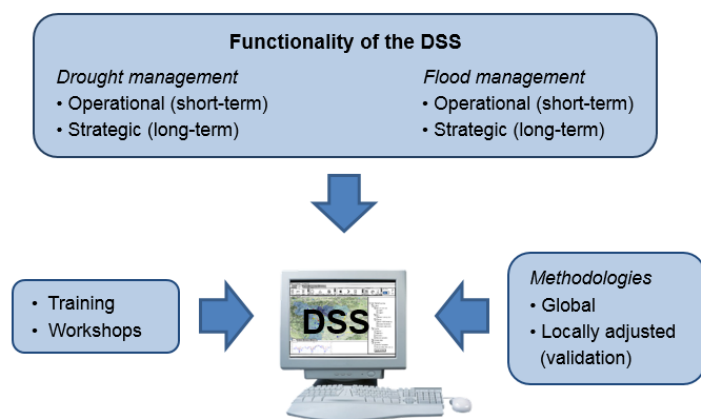 Functionality of the DSS
Drought management
• Operational (short-term)
• Strategic (long-term)
Flood management
• Operational (short-term)
• Strategic (long-term)
• Training
• Workshops
DSS
Methodologies
• Global
• Locally adjusted
(validation)